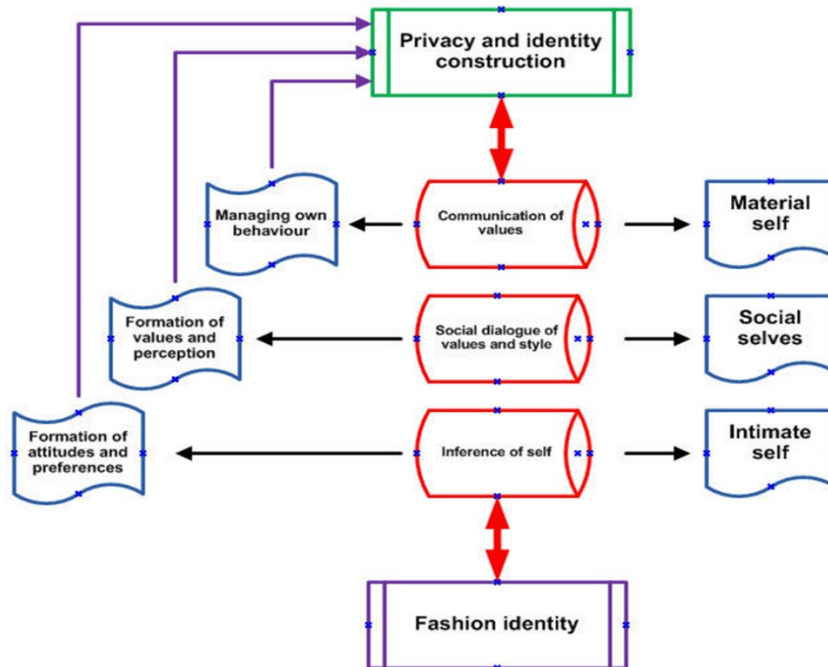 Privacy and identity
construction
Managing own
behaviour
Communication of
values
Material
self
Formation of
values and
perception
Social dialogue of
values and style
Social
selves
Formation of
attitudes and
preferences
Inference of self
Intimate
self
Fashion identity